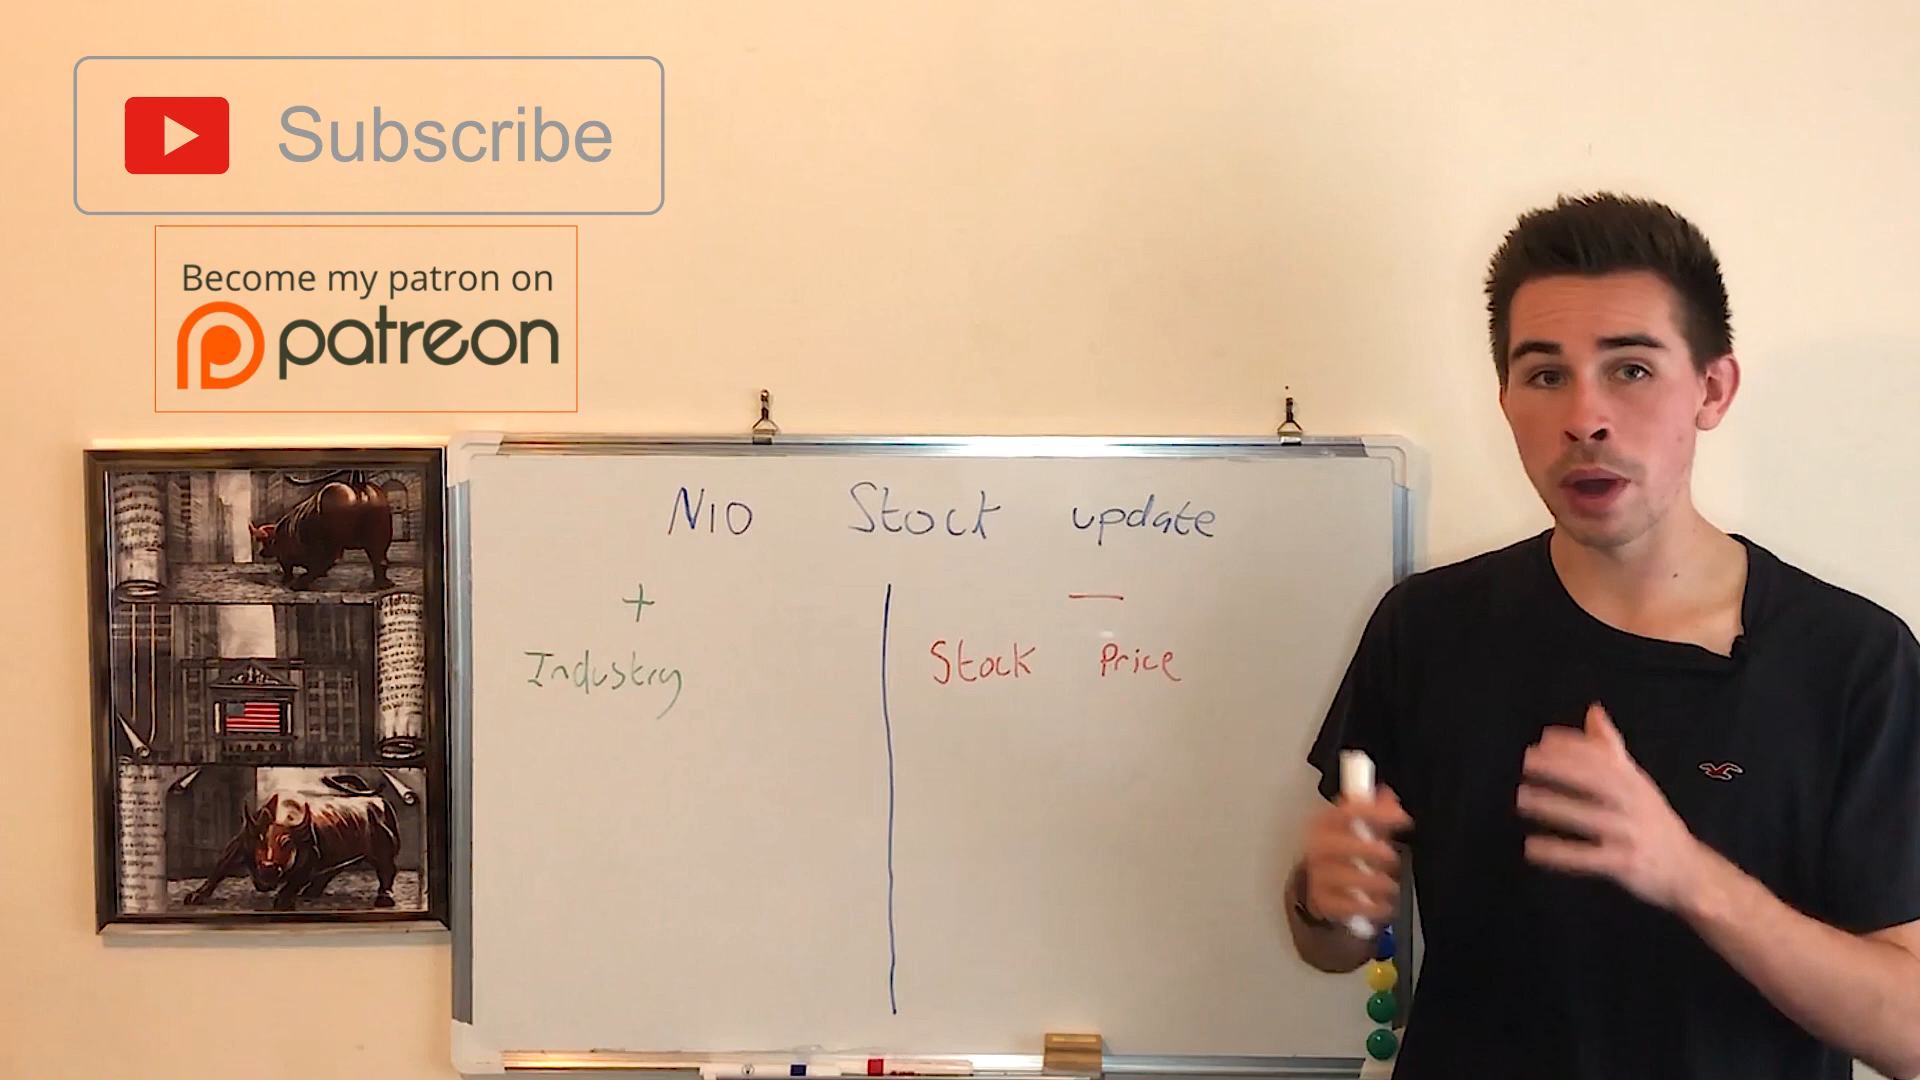 Subscribe
Become my patron on
patreon
NIO Stock update
+ —
Industry Stock Price